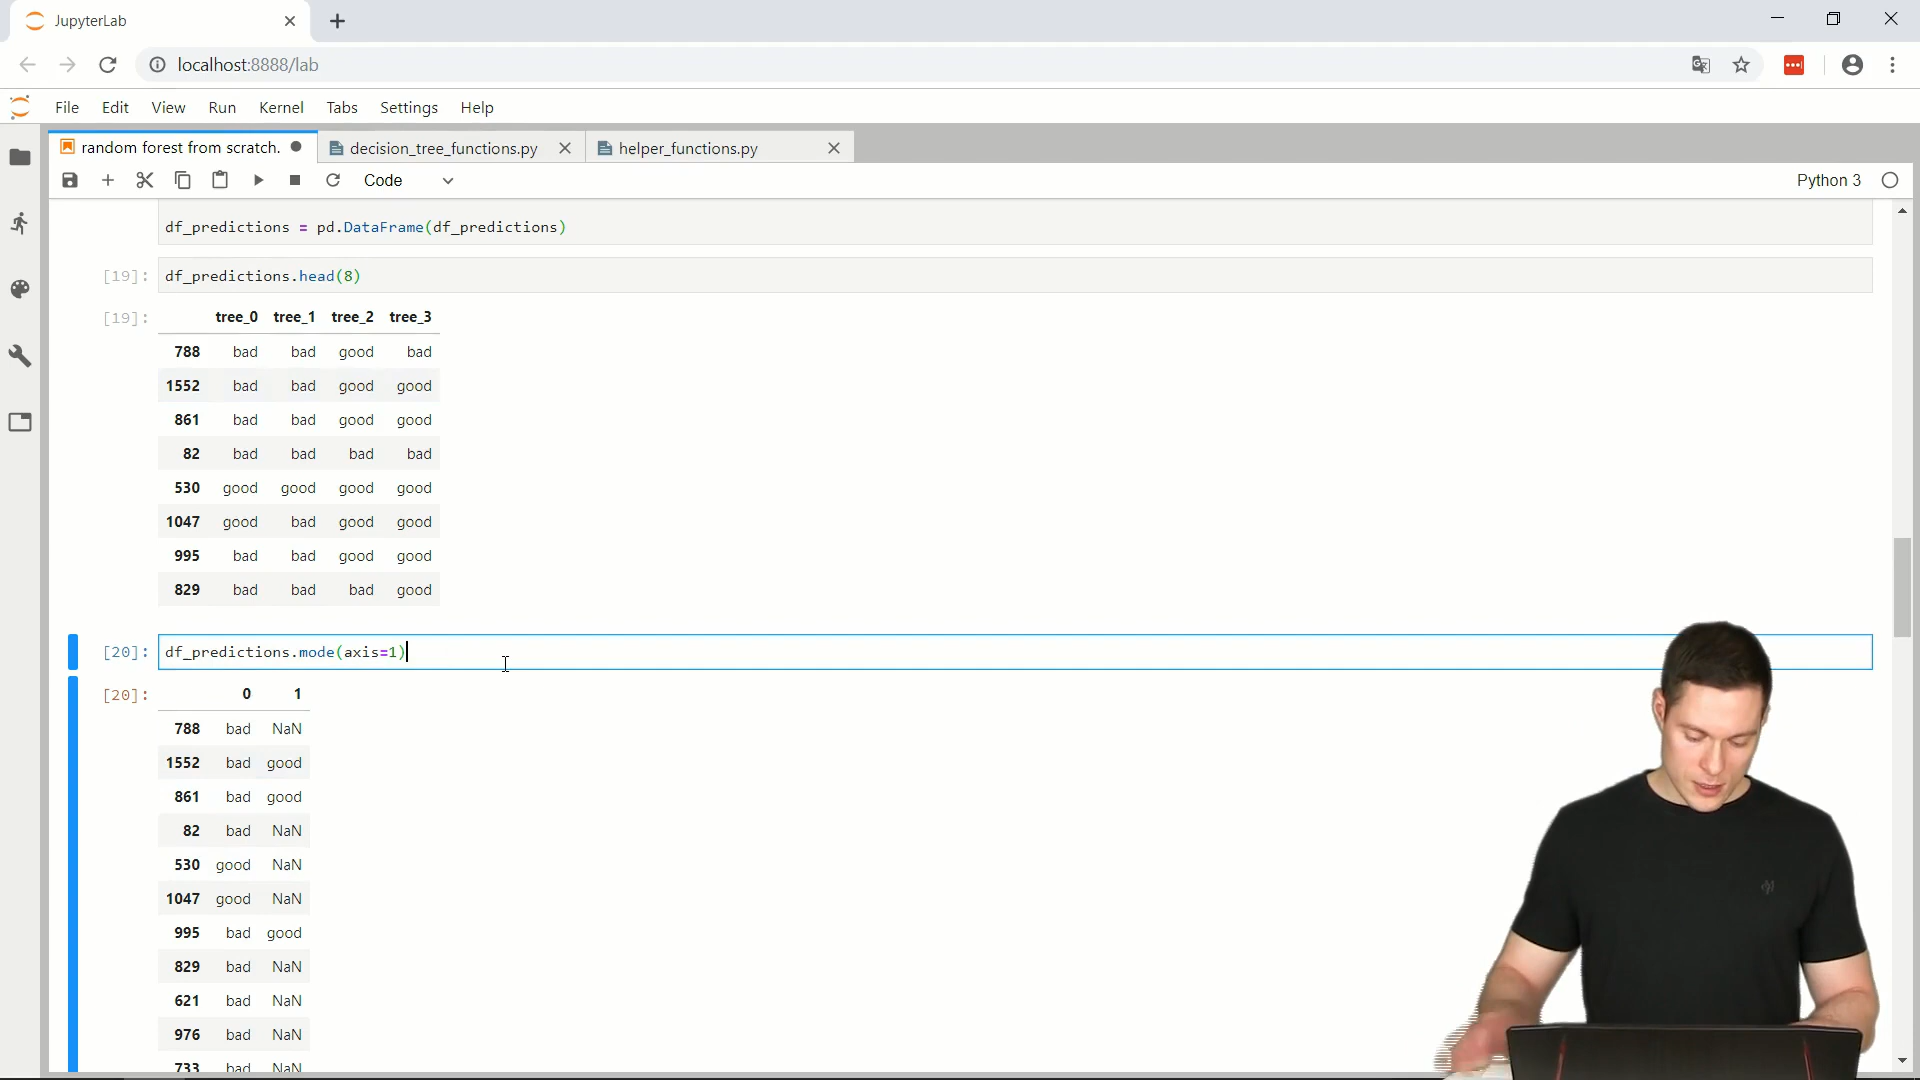 JupyterLab
localhost:8888/lab
File Edit View Run Kernel Tabs Settings Help
random forest from scratch. decision_tree_functions.py helper_functions.py
Code Python 3
df_predictions = pd.DataFrame(df_predictions)
[19]: df_predictions.head(8)
[19]: tree_0 tree_1 tree_2 tree_3
788 bad bad good bad
1552 bad bad good good
861 bad bad good good
82 bad bad bad bad
530 good good good good
1047 good bad good good
995 bad bad good good
829 bad bad bad good
[20]: df_predictions.mode(axis=1)
[20]: 0 1
788 bad NaN
1552 bad good
861 bad good
82 bad NaN
530 good NaN
1047 good NaN
995 bad good
829 bad NaN
621 bad NaN
976 bad NaN
733 bad NaN